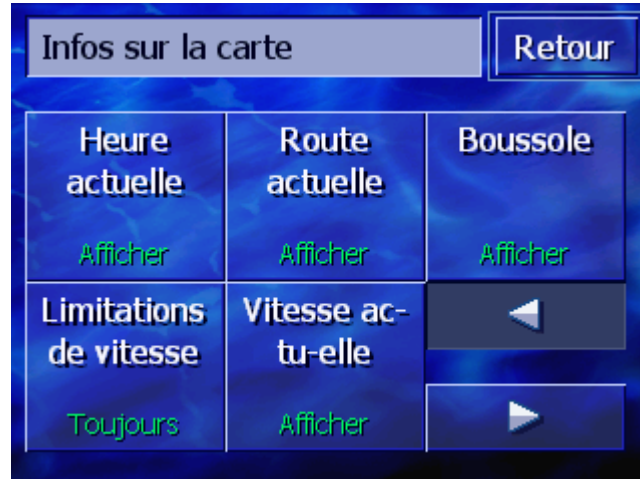 Infos sur la carte
Retour
Heure
actuelle
Afficher
Route
actuelle
Afficher
Boussole
Afficher
Limitations
de vitesse
Toujours
Vitesse ac-
tu-elle
Afficher